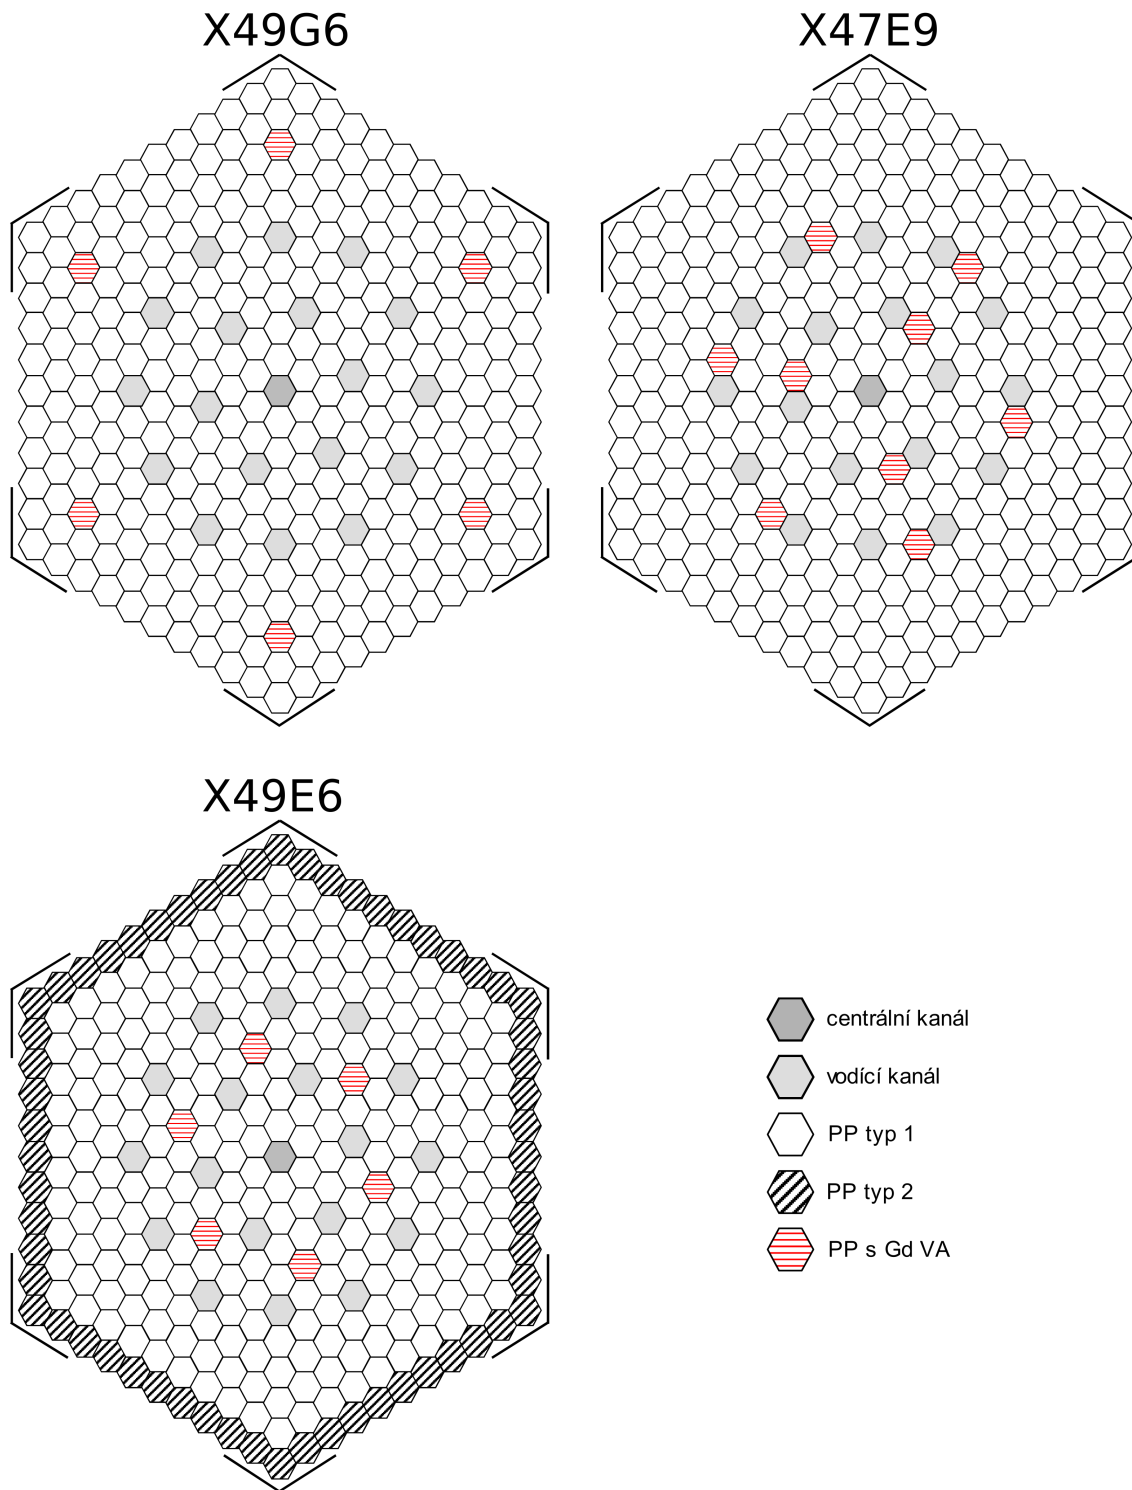 X49G6
X47E9
X49E6
centrální kanál
vodící kanál
PP typ 1
PP typ 2
PP s Gd VA